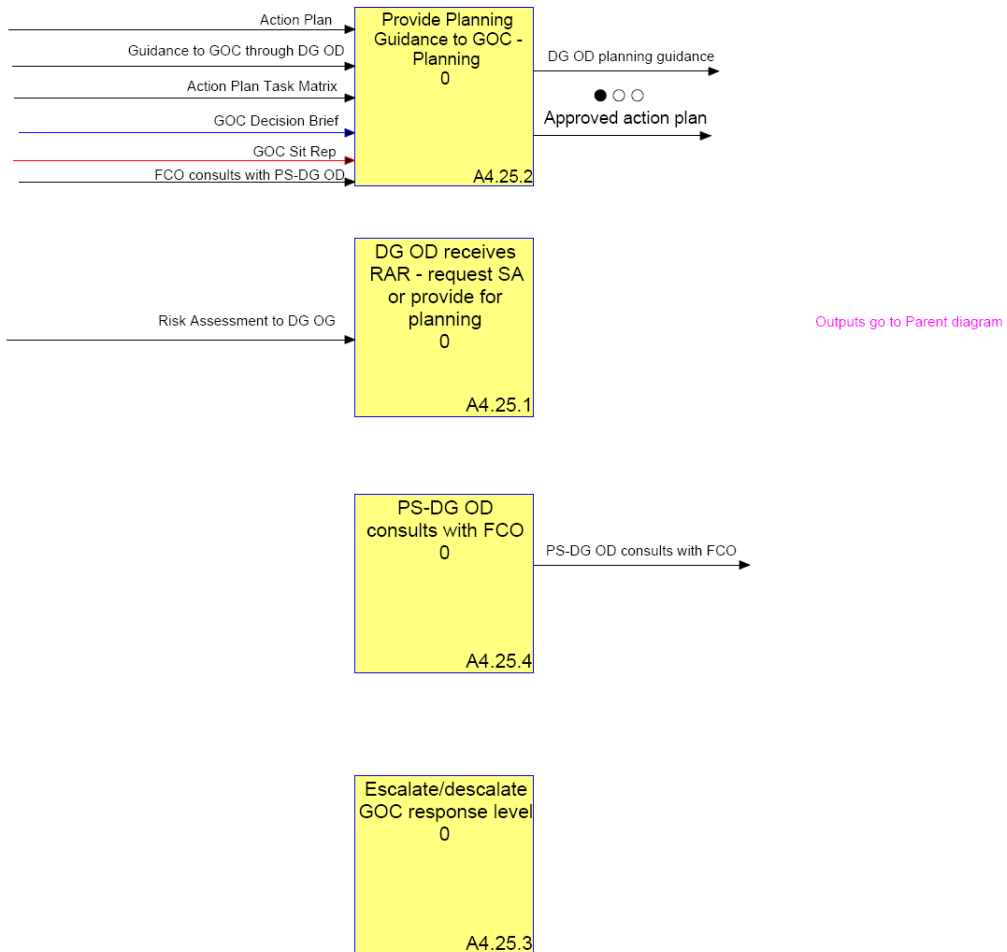 Action Plan
Guidance to GOC through DG OD
Action Plan Task Matrix
GOC Decision Brief
GOC Sit Rep
FCO consults with PS-DG OD
Provide Planning
Guidance to GOC -
Planning
0
A4.25.2
DG OD planning guidance
Approved action plan
Risk Assessment to DG OG
DG OD receives
RAR - request SA
or provide for
planning
0
A4.25.1
Outputs go to Parent diagram
PS-DG OD
consults with FCO
0
A4.25.4
PS-DG OD consults with FCO
Escalate/descalate
GOC response level
0
A4.25.3